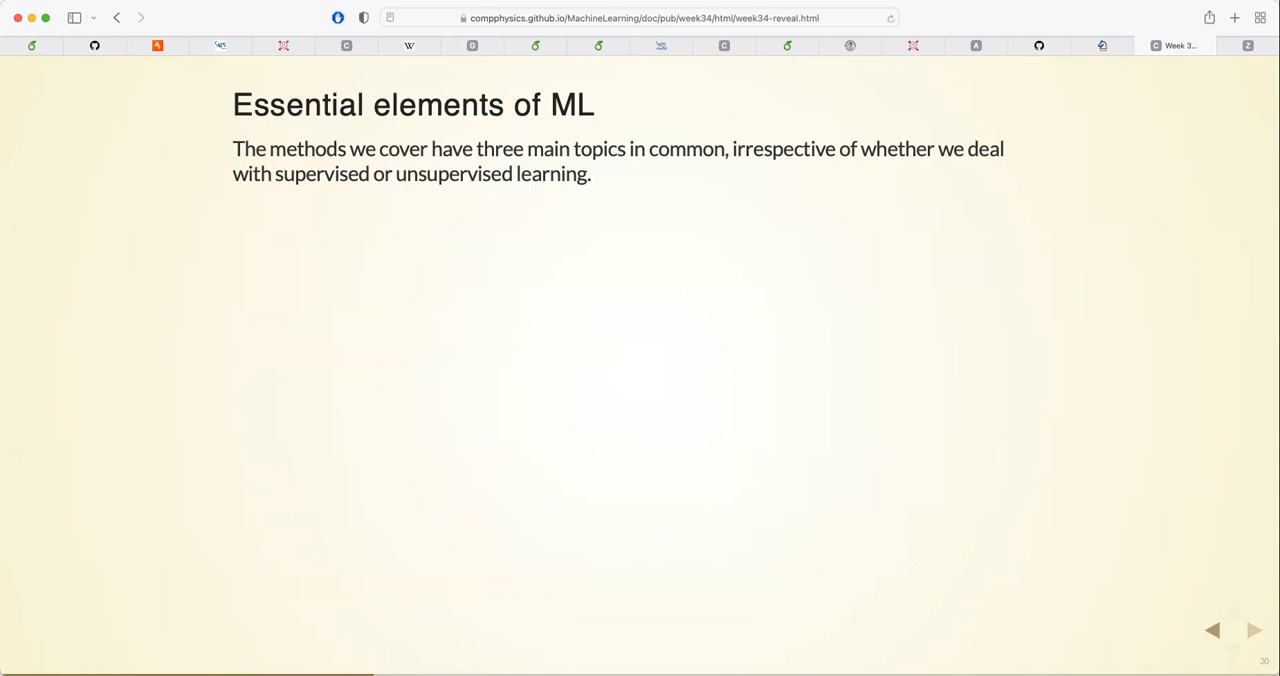 compphysics.github.io/MachineLearning/doc/pub/week34/html/week34-reveal.html
C
W
G
C
A
C Week 3...
Z
Essential elements of ML
The methods we cover have three main topics in common, irrespective of whether we deal
with supervised or unsupervised learning.
20